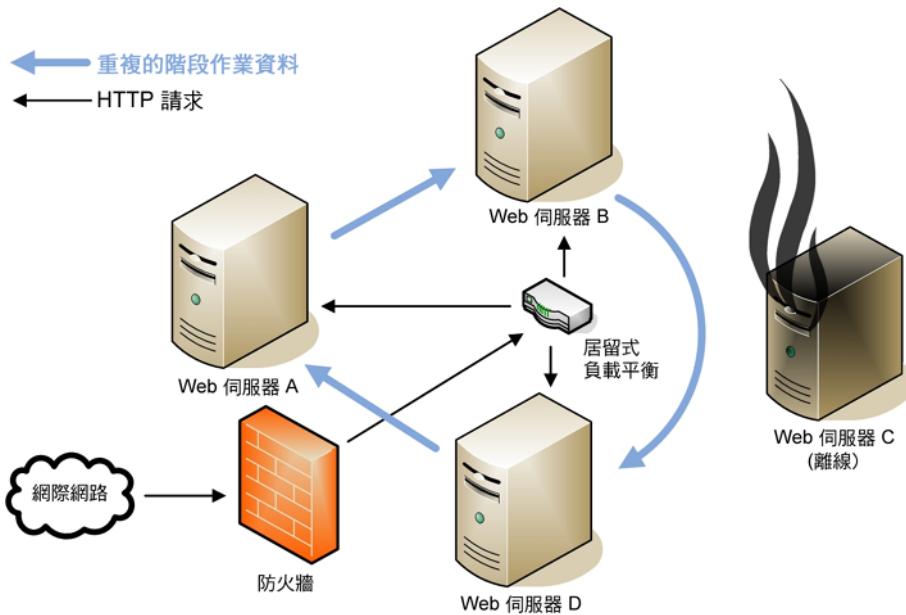 重複的階段作業資料
HTTP 請求
Web 伺服器 B
Web 伺服器 A
居留式
負載平衡
Web 伺服器 C
(離線)
網際網路
防火牆
Web 伺服器 D